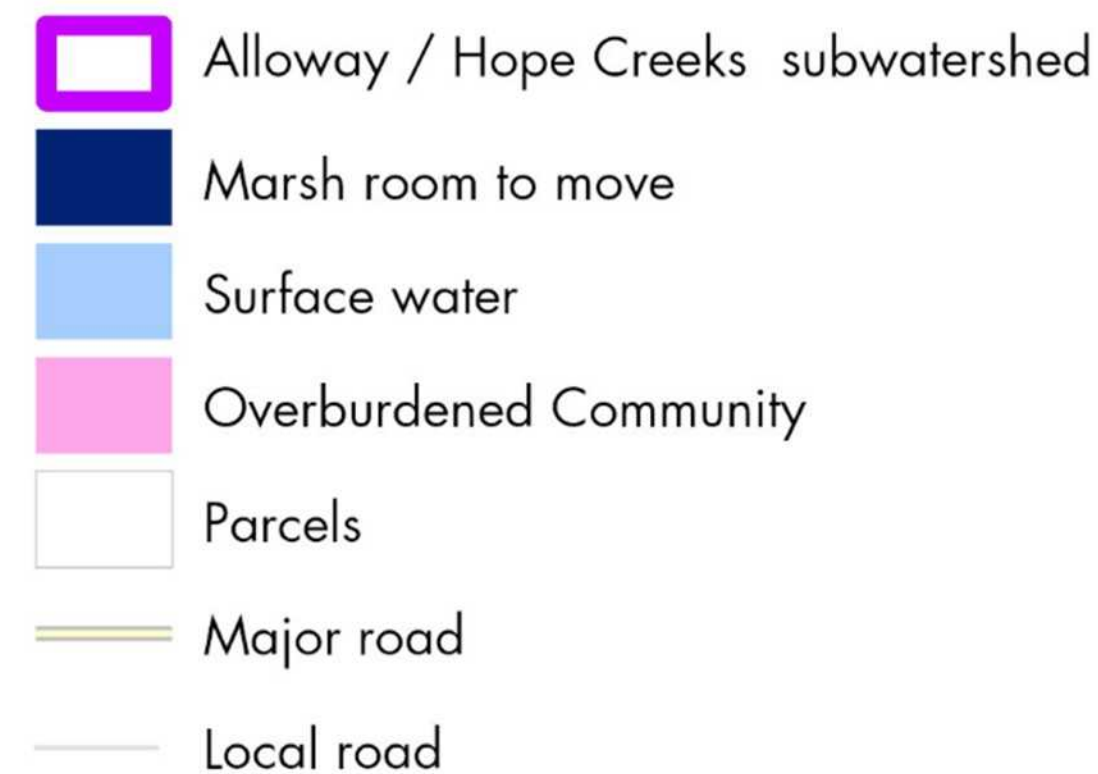 Alloway / Hope Creeks subwatershed
Marsh room to move
Surface water
Overburdened Community
Parcels
Major road
Local road